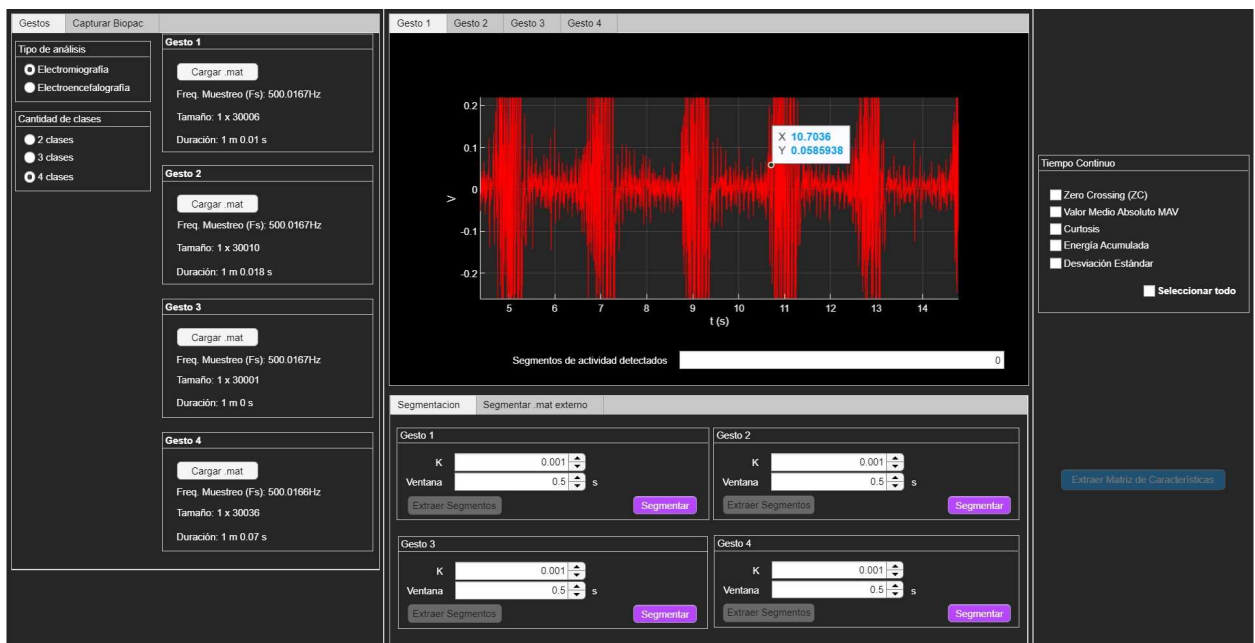 Gestos
Capturar Biopac
Tipo de análisis
Electromiografía
Electroencefalografía
Cantidad de clases
2 clases
3 clases
4 clases
Gesto 1
Cargar .mat
Freq. Muestreo (Fs): 500.0167Hz
Tamaño: 1 x 30006
Duración: 1 m 0.01 s
Gesto 2
Cargar .mat
Freq. Muestreo (Fs): 500.0167Hz
Tamaño: 1 x 30010
Duración: 1 m 0.018 s
Gesto 3
Cargar .mat
Freq. Muestreo (Fs): 500.0167Hz
Tamaño: 1 x 30001
Duración: 1 m 0 s
Gesto 4
Cargar .mat
Freq. Muestreo (Fs): 500.0166Hz
Tamaño: 1 x 30036
Duración: 1 m 0.07 s
Gesto 1
Gesto 2
Gesto 3
Gesto 4
0.2
0.1
0
-0.1
-0.2
V
X 10.7036
Y 0.0585938
5 6 7 8 9 10 11 12 13 14
t (s)
Segmentos de actividad detectados 0
Segmentacion
Segmentar .mat externo
Gesto 1
K 0.001
Ventana 0.5 s
Extraer Segmentos
Segmentar
Gesto 2
K 0.001
Ventana 0.5 s
Extraer Segmentos
Segmentar
Gesto 3
K 0.001
Ventana 0.5 s
Extraer Segmentos
Segmentar
Gesto 4
K 0.001
Ventana 0.5 s
Extraer Segmentos
Segmentar
Tiempo Continuo
Zero Crossing (ZC)
Valor Medio Absoluto MAV
Curtosis
Energía Acumulada
Desviación Estándar
Seleccionar todo
Extraer Matriz de Características